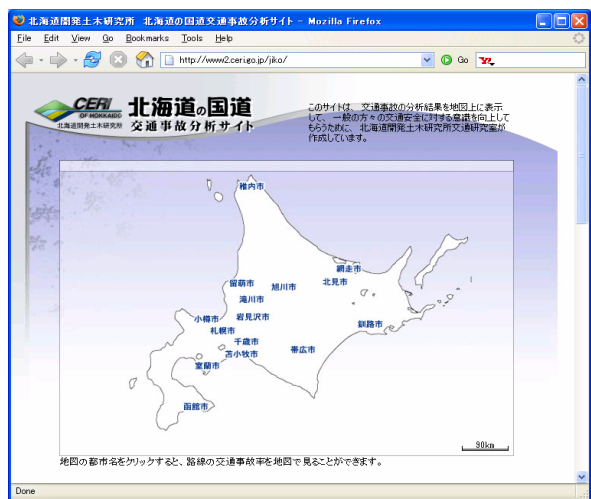 北海道開発土木研究所 北海道の国道交通事故分析サイト - Mozilla Firefox
File Edit View Go Bookmarks Tools Help
http://www2.ceri.go.jp/jiko/
Go
CERI
OF HOKKAIDO
北海道開発土木研究所
北海道の国道
交通事故分析サイト
このサイトは、交通事故の分析結果を地図上に表示
して、一般の方々の交通安全に対する意識を向上して
もらうために、北海道開発土木研究所交通研究室が
作成しています。
稚内市
網走市
留萌市
旭川市
北見市
滝川市
小樽市
岩見沢市
釧路市
札幌市
千歳市
帯広市
苫小牧市
室蘭市
函館市
90km
地図の都市名をクリックすると、路線の交通事故率を地図で見ることができます。
Done